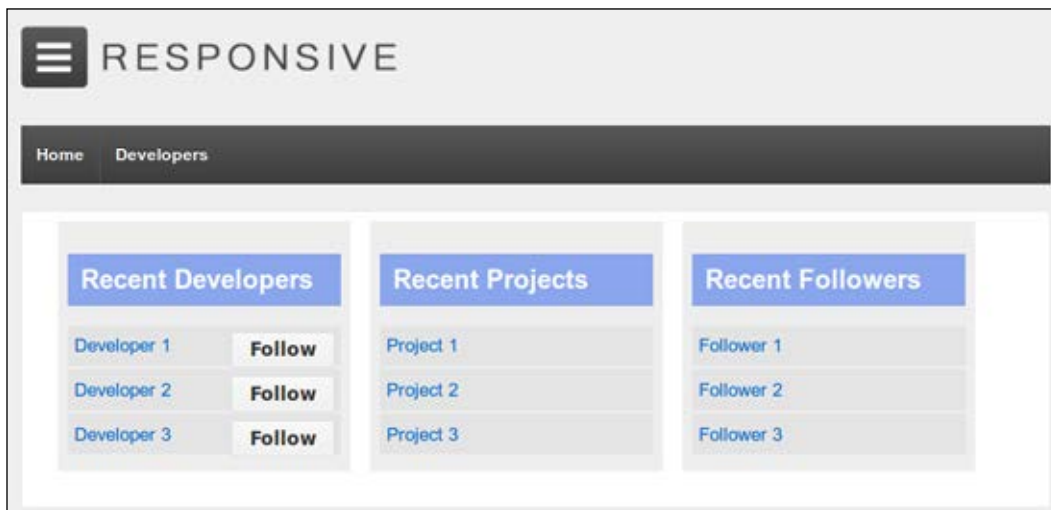 RESPONSIVE
Home Developers
Recent Developers
Developer 1 Follow
Developer 2 Follow
Developer 3 Follow
Recent Projects
Project 1
Project 2
Project 3
Recent Followers
Follower 1
Follower 2
Follower 3